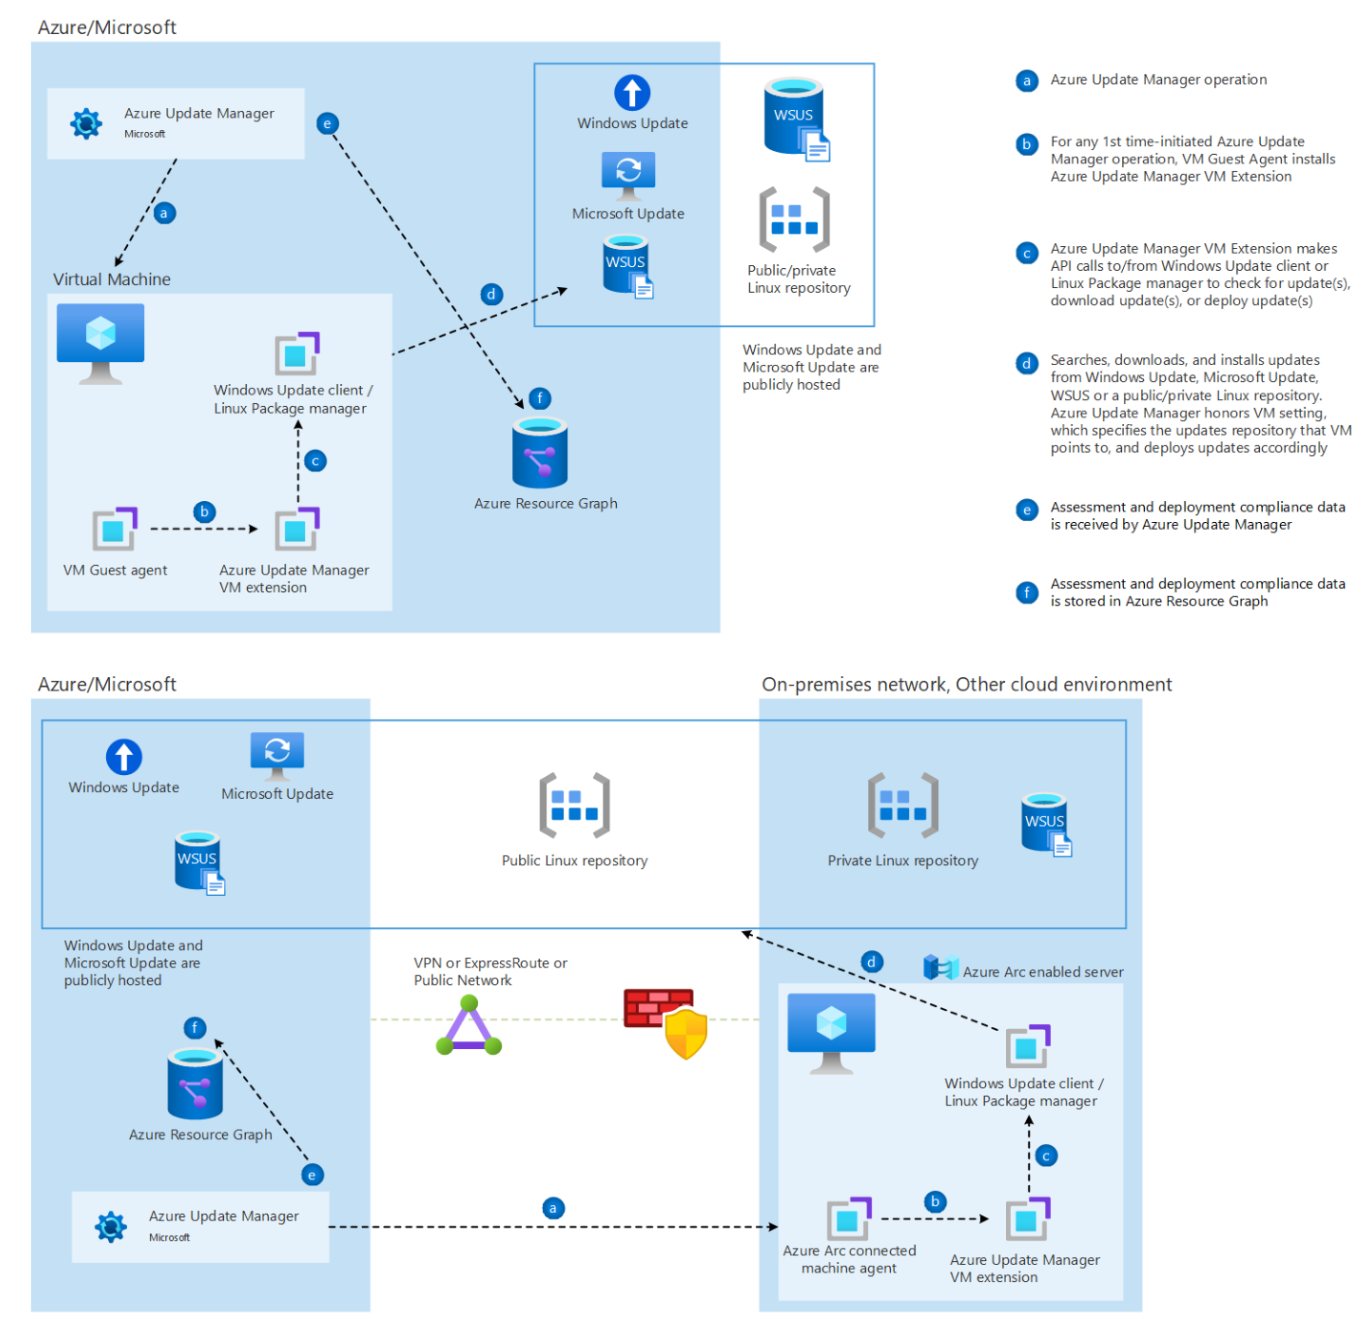 Azure/Microsoft
Azure Update Manager
Microsoft
e
a
Windows Update
Microsoft Update
WSUS
WSUS
Public/private
Linux repository
Windows Update and
Microsoft Update are
publicly hosted
Virtual Machine
d
Windows Update client /
Linux Package manager
c
b
VM Guest agent
Azure Update Manager
VM extension
f
Azure Resource Graph
a
Azure Update Manager operation
b
For any 1st time-initiated Azure Update
Manager operation, VM Guest Agent installs
Azure Update Manager VM Extension
c
Azure Update Manager VM Extension makes
API calls to/from Windows Update client or
Linux Package manager to check for update(s),
download update(s), or deploy update(s)
d
Searches, downloads, and installs updates
from Windows Update, Microsoft Update,
WSUS or a public/private Linux repository.
Azure Update Manager honors VM setting,
which specifies the updates repository that VM
points to, and deploys updates accordingly
e
Assessment and deployment compliance data
is received by Azure Update Manager
f
Assessment and deployment compliance data
is stored in Azure Resource Graph
Azure/Microsoft
On-premises network, Other cloud environment
Windows Update
Microsoft Update
WSUS
Public Linux repository
Private Linux repository
WSUS
Windows Update and
Microsoft Update are
publicly hosted
VPN or ExpressRoute or
Public Network
d
Azure Arc enabled server
f
Azure Resource Graph
e
Azure Update Manager
Microsoft
a
Windows Update client /
Linux Package manager
c
b
Azure Arc connected
machine agent
Azure Update Manager
VM extension